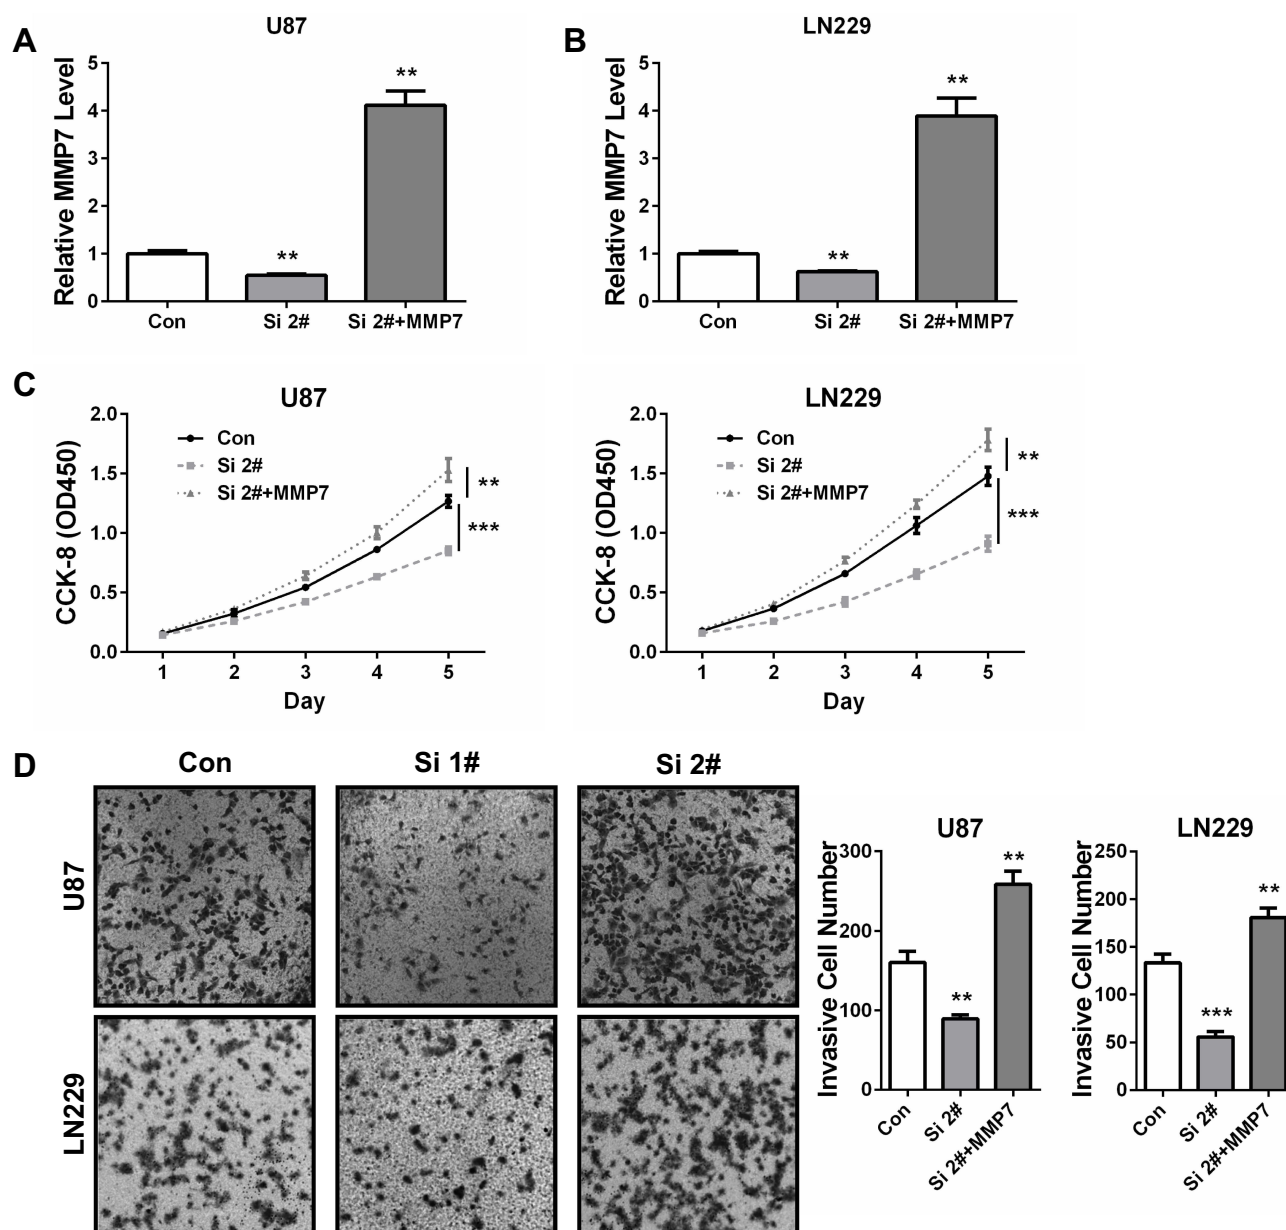 A
U87
Relative MMP7 Level
5
4
3
2
1
0
**
**
Con
Si 2#
Si 2#+MMP7
B
LN229
Relative MMP7 Level
5
4
3
2
1
0
**
**
Con
Si 2#
Si 2#+MMP7
C
U87
CCK-8 (OD450)
2.0
1.5
1.0
0.5
0.0
Con
Si 2#
Si 2#+MMP7
**
***
1 2 3 4 5
Day
LN229
CCK-8 (OD450)
2.0
1.5
1.0
0.5
0.0
Con
Si 2#
Si 2#+MMP7
**
***
1 2 3 4 5
Day
D
Con
Si 1#
Si 2#
U87
LN229
U87
Invasive Cell Number
300
200
100
0
**
**
Con
Si 2#
Si 2#+MMP7
LN229
Invasive Cell Number
250
200
150
100
50
0
***
**
Con
Si 2#
Si 2#+MMP7